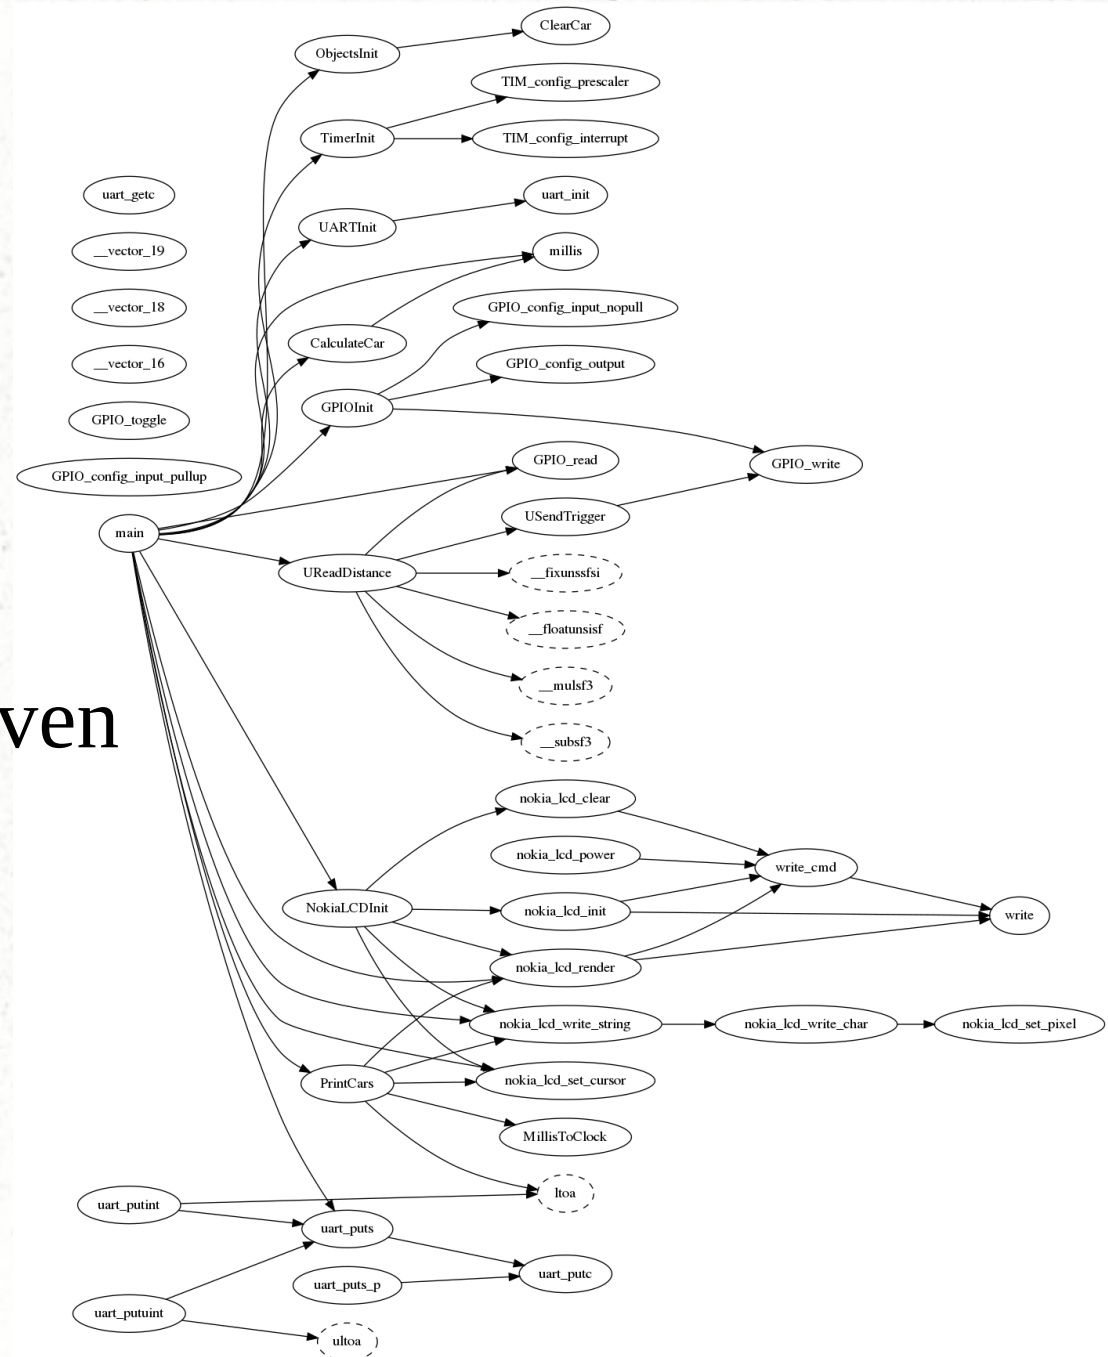 ClearCar
ObjectsInit
TIM_config_prescaler
TimerInit
TIM_config_interrupt
uart_getc
uart_init
UARTInit
__vector_19
millis
__vector_18
GPIO_config_input_nopull
CalculateCar
__vector_16
GPIO_config_output
GPIOInit
GPIO_toggle
GPIO_read
GPIO_write
GPIO_config_input_pullup
USendTrigger
main
UReadDistance
__fixunssfsi
__floatunsisf
__mulsf3
ven
__subsf3
nokia_lcd_clear
nokia_lcd_power
write_cmd
NokiaLCDInit
nokia_lcd_init
write
nokia_lcd_render
nokia_lcd_write_string
nokia_lcd_write_char
nokia_lcd_set_pixel
PrintCars
nokia_lcd_set_cursor
MillisToClock
ltoa
uart_putint
uart_puts
uart_putc
uart_puts_p
uart_putuint
ultoa